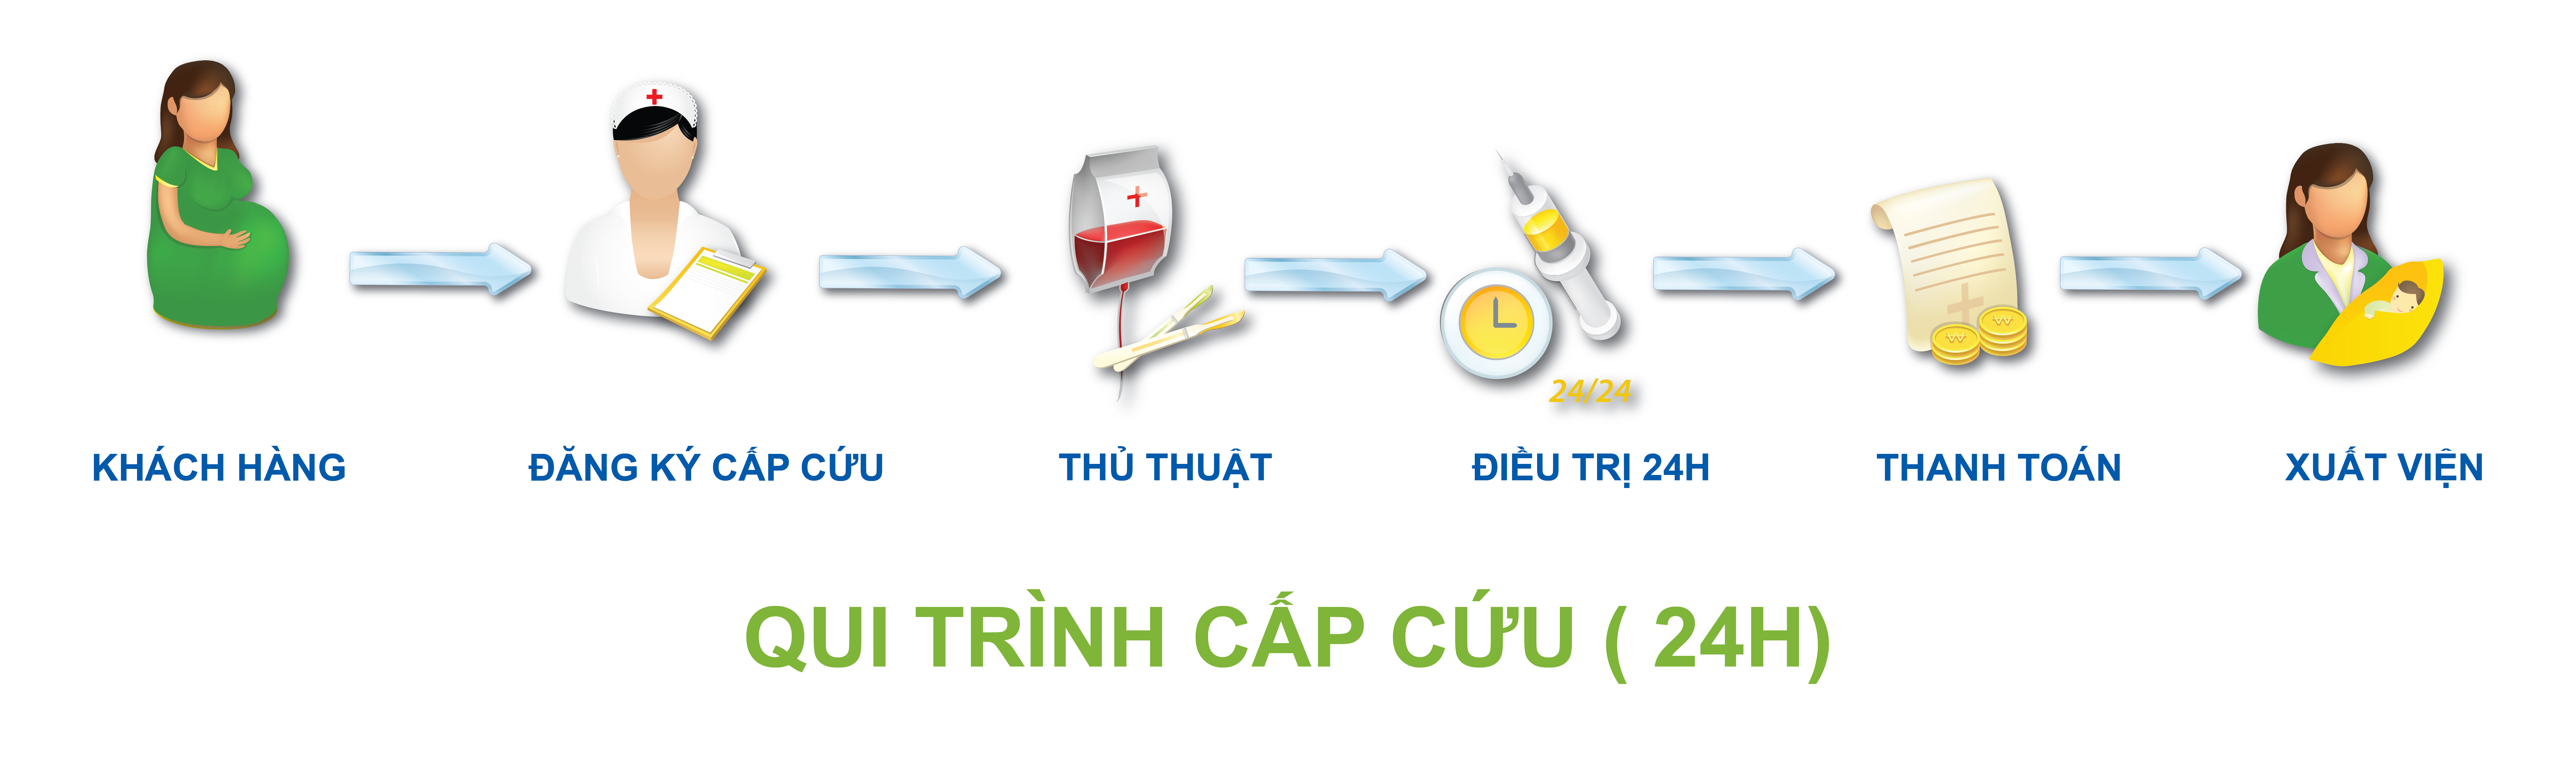 24/24
KHÁCH HÀNG
ĐĂNG KÝ CẤP CỨU
THỦ THUẬT
ĐIỀU TRỊ 24H
THANH TOÁN
XUẤT VIỆN
QUI TRÌNH CẤP CỨU ( 24H)